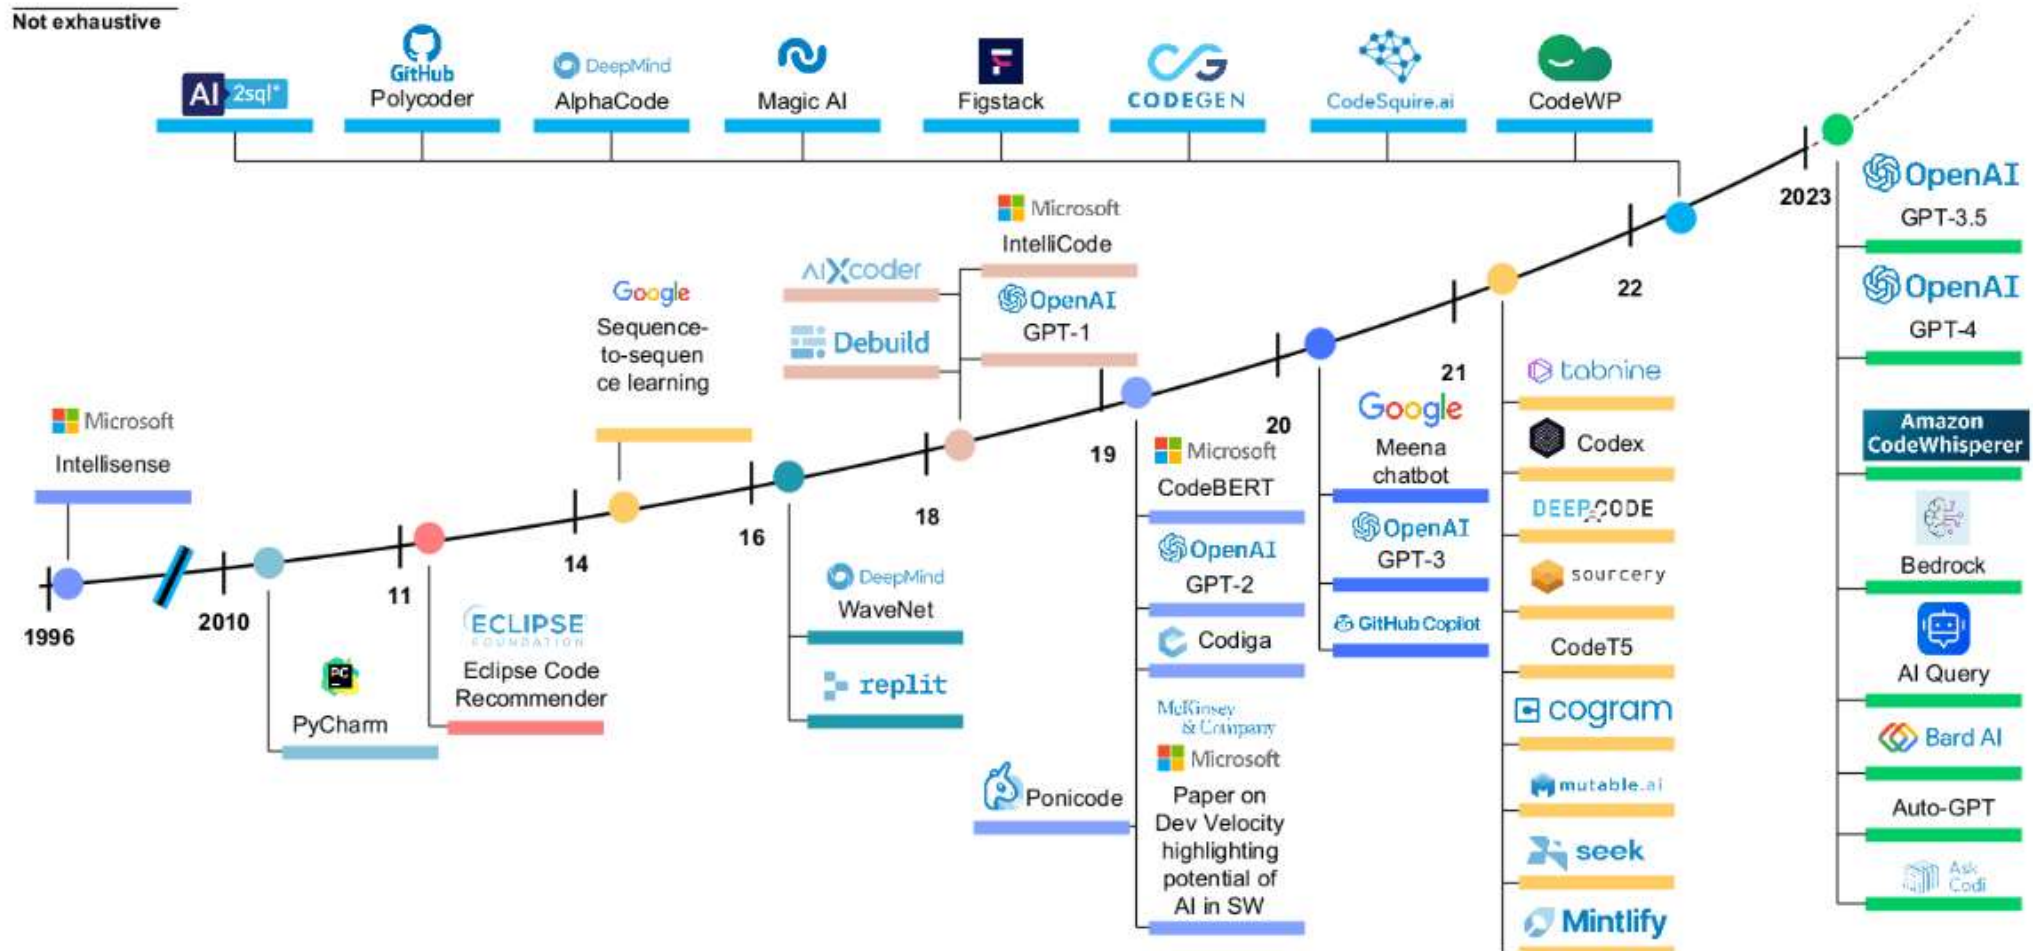 Not exhaustive
AI 2sql*
GitHub
Polycoder
DeepMind
AlphaCode
Magic AI
F
Figstack
CODEGEN
CodeSquire.ai
CodeWP
Microsoft
Intellisense
1996
2010
PC
PyCharm
11
ECLIPSE
FOUNDATION
Eclipse Code
Recommender
14
Google
Sequence-
to-sequen
ce learning
16
DeepMind
WaveNet
replit
18
aiXcoder
Debuild
Microsoft
IntelliCode
OpenAI
GPT-1
19
Microsoft
CodeBERT
OpenAI
GPT-2
Codiga
McKinsey
& Company
Microsoft
Paper on
Dev Velocity
highlighting
potential of
AI in SW
Ponicode
20
Google
Meena
chatbot
OpenAI
GPT-3
GitHub Copilot
21
tabnine
Codex
DEEPCODE
sourcery
CodeT5
cogram
mutable.ai
seek
Mintlify
22
2023
OpenAI
GPT-3.5
OpenAI
GPT-4
Amazon
CodeWhisperer
Bedrock
AI Query
Bard AI
Auto-GPT
Ask
Codi